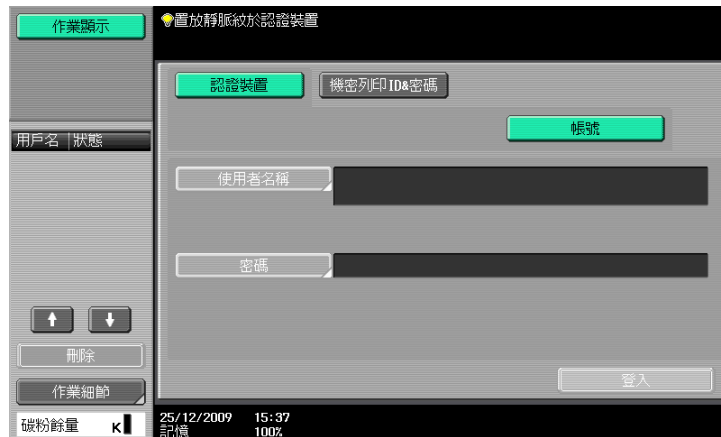 作業顯示
置放靜脈紋於認證裝置
認證裝置
機密列印ID&密碼
帳號
用戶名 狀態
使用者名稱
密碼
刪除
作業細節
登入
碳粉餘量 K
25/12/2009 15:37
記憶 100%